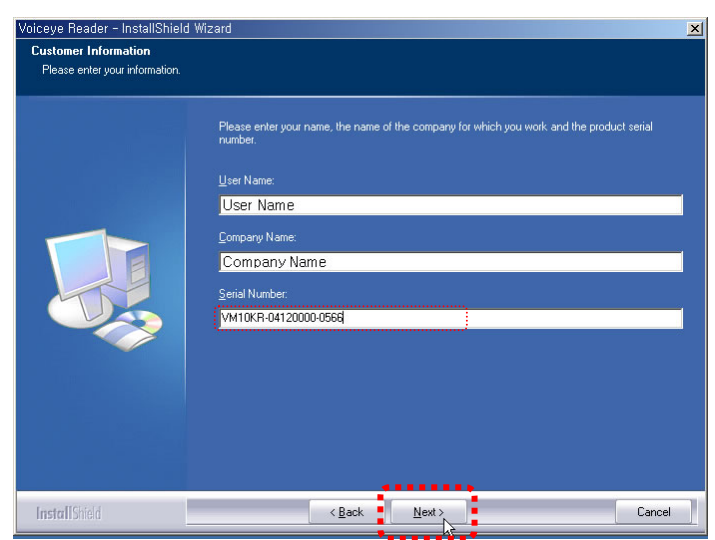 Voiceye Reader - InstallShield Wizard
Customer Information
Please enter your information.
Please enter your name, the name of the company for which you work and the product serial
number.
User Name:
User Name
Company Name:
Company Name
Serial Number:
VM10KR-04120000-0566
InstallShield
< Back
Next >
Cancel